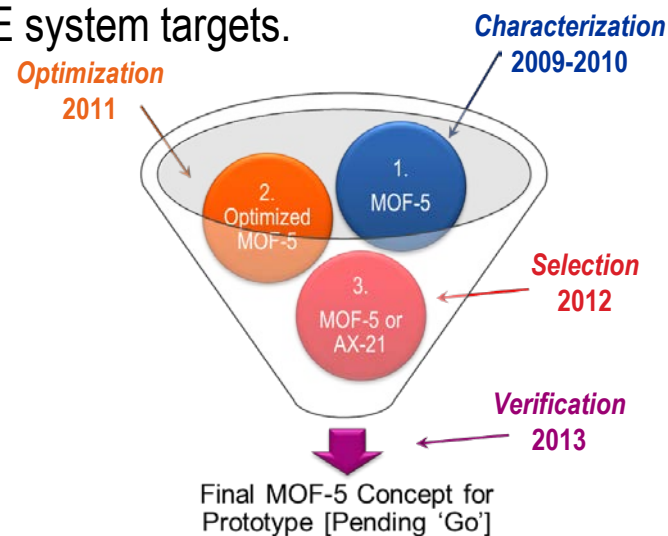 E system targets.
Characterization
2009-2010
Optimization
2011
1.
MOF-5
2.
Optimized
MOF-5
Selection
2012
3.
MOF-5 or
AX-21
Verification
2013
Final MOF-5 Concept for
Prototype [Pending ‘Go’]